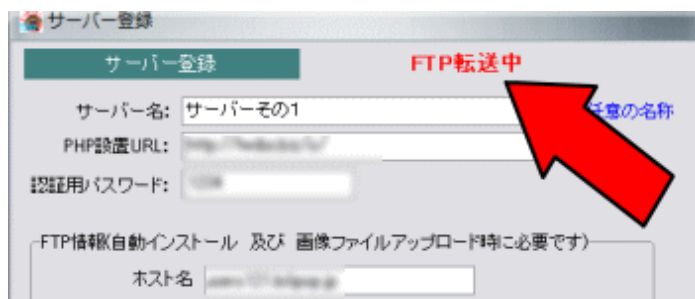 サーバー登録
サーバー登録 FTP転送中
サーバー名: サーバーその1 任意の名称
PHP設置URL:
認証用パスワード:
FTP情報(自動インストール 及び 画像ファイルアップロード時に必要です)
ホスト名